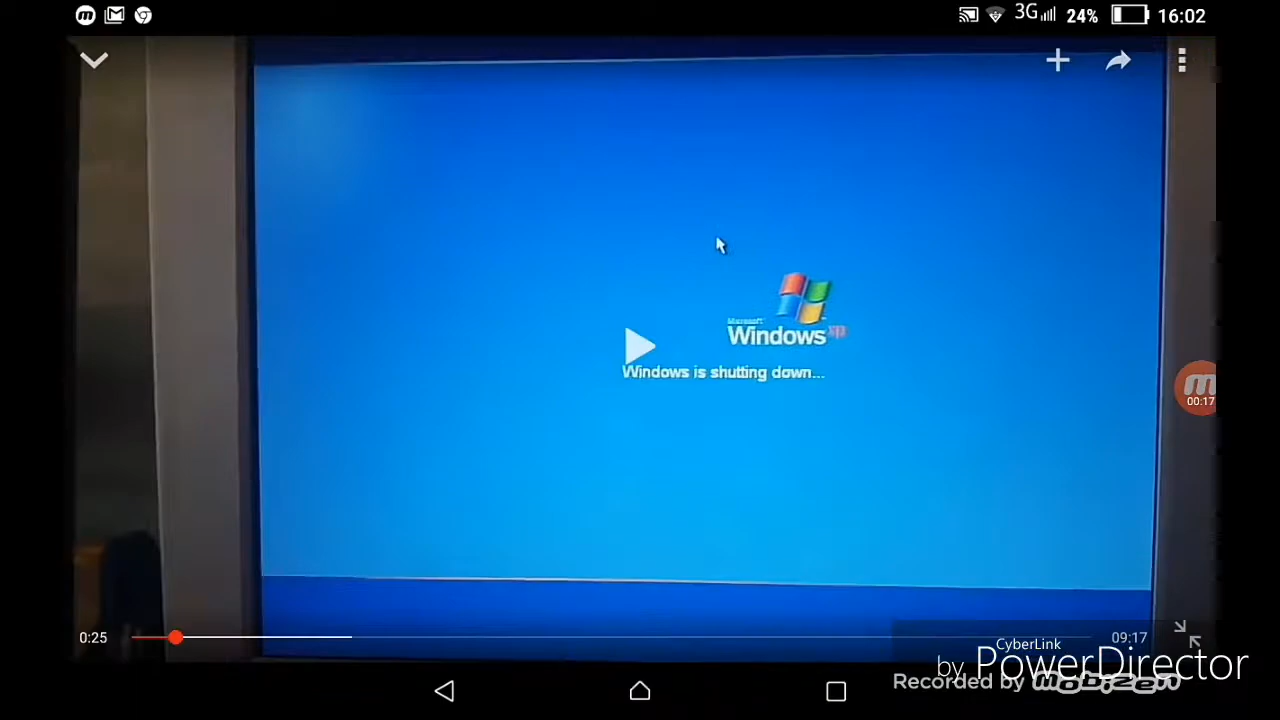 3G 24% 16:02
Microsoft
Windows xp
Windows is shutting down...
00:17
0:25
09:17
CyberLink
by PowerDirector
Recorded by mobizen